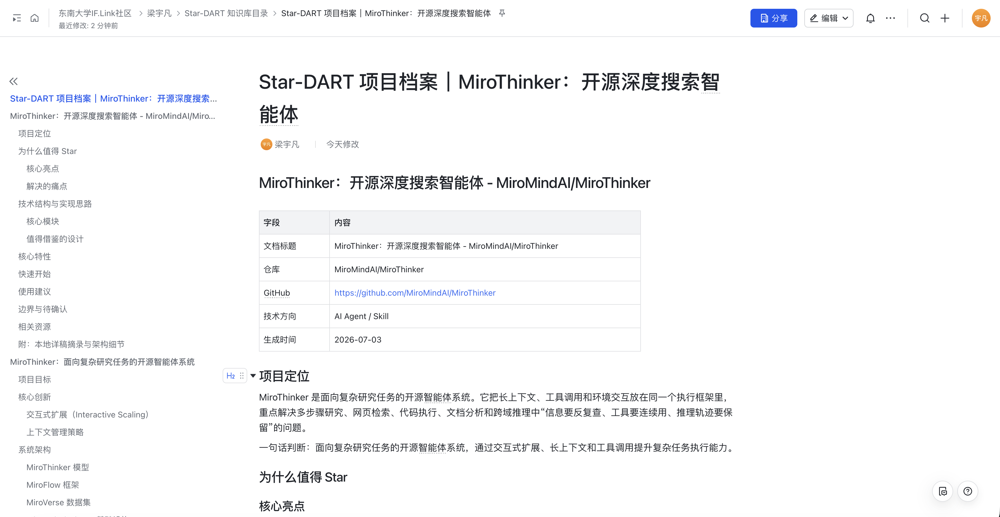 东南大学IF.Link社区 > 梁宇凡 > Star-DART 知识库目录 > Star-DART 项目档案｜MiroThinker：开源深度搜索智能体
最近修改: 2 分钟前
分享
编辑
宇凡
Star-DART 项目档案｜MiroThinker：开源深度搜索...
MiroThinker：开源深度搜索智能体 - MiroMindAI/Miro...
项目定位
为什么值得 Star
核心亮点
解决的痛点
技术结构与实现思路
核心模块
值得借鉴的设计
核心特性
快速开始
使用建议
边界与待确认
相关资源
附：本地详稿摘录与架构细节
MiroThinker：面向复杂研究任务的开源智能体系统
项目目标
核心创新
交互式扩展（Interactive Scaling）
上下文管理策略
系统架构
MiroThinker 模型
MiroFlow 框架
MiroVerse 数据集
Star-DART 项目档案｜MiroThinker：开源深度搜索智
能体
宇凡 梁宇凡 | 今天修改
MiroThinker：开源深度搜索智能体 - MiroMindAI/MiroThinker
字段 内容
文档标题 MiroThinker：开源深度搜索智能体 - MiroMindAI/MiroThinker
仓库 MiroMindAI/MiroThinker
GitHub https://github.com/MiroMindAI/MiroThinker
技术方向 AI Agent / Skill
生成时间 2026-07-03
H2 项目定位
MiroThinker 是面向复杂研究任务的开源智能体系统。它把长上下文、工具调用和环境交互放在同一个执行框架里，
重点解决多步骤研究、网页检索、代码执行、文档分析和跨域推理中“信息要反复查、工具要连续用、推理轨迹要保
留”的问题。
一句话判断：面向复杂研究任务的开源智能体系统，通过交互式扩展、长上下文和工具调用提升复杂任务执行能力。
为什么值得 Star
核心亮点